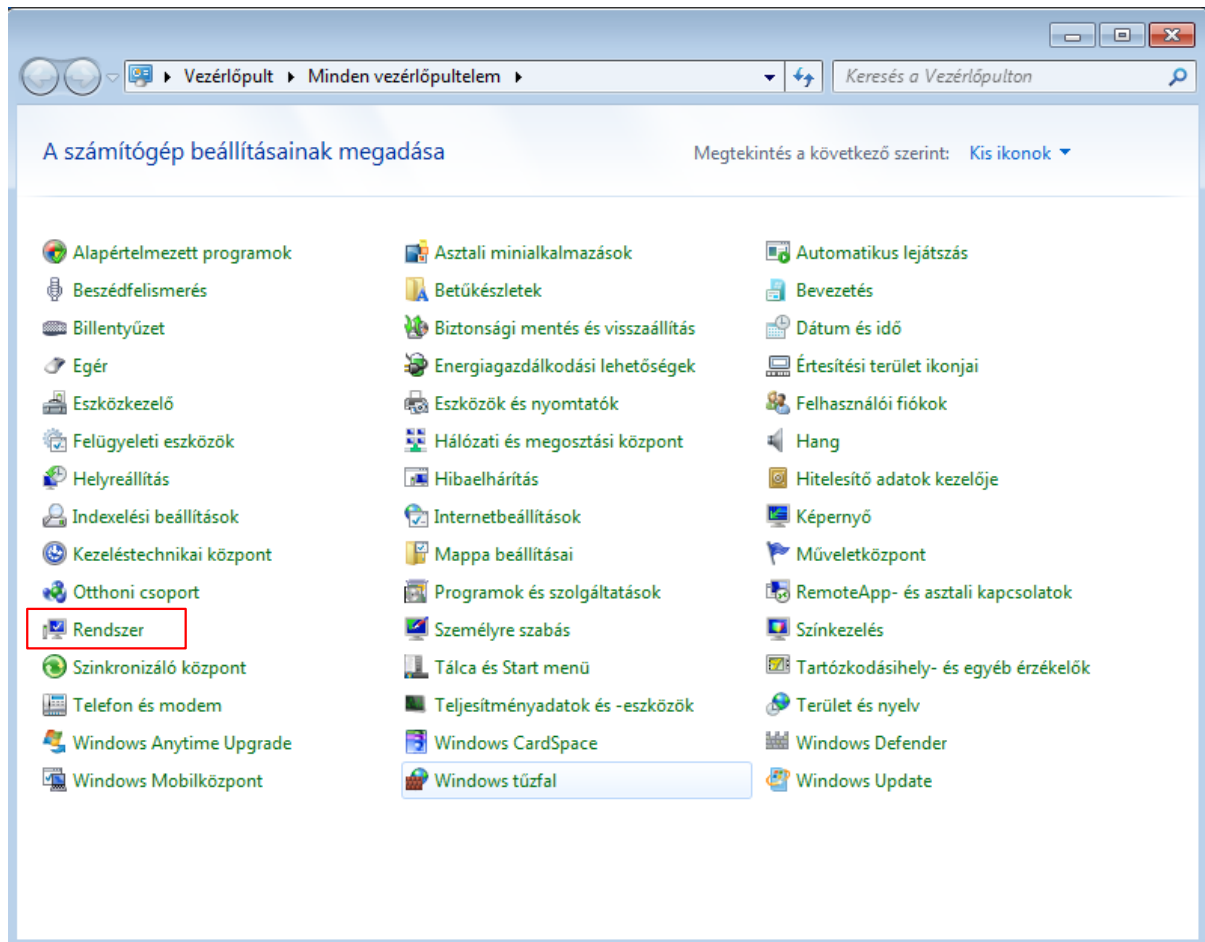 Vezérlőpult Minden vezérlőpultelem
Keresés a Vezérlőpulton
A számítógép beállításainak megadása
Megtekintés a következő szerint: Kis ikonok
Alapértelmezett programok Asztali minialkalmazások Automatikus lejátszás
Beszédfelismerés Betűkészletek Bevezetés
Billentyűzet Biztonsági mentés és visszaállítás Dátum és idő
Egér Energiagazdálkodási lehetőségek Értesítési terület ikonjai
Eszközkezelő Eszközök és nyomtatók Felhasználói fiókok
Felügyeleti eszközök Hálózati és megosztási központ Hang
Helyreállítás Hibaelhárítás Hitelesítő adatok kezelője
Indexelési beállítások Internetbeállítások Képernyő
Kezeléstechnikai központ Mappa beállításai Műveletközpont
Otthoni csoport Programok és szolgáltatások RemoteApp- és asztali kapcsolatok
Rendszer Személyre szabás Színkezelés
Szinkronizáló központ Tálca és Start menü Tartózkodásihely- és egyéb érzékelők
Telefon és modem Teljesítményadatok és -eszközök Terület és nyelv
Windows Anytime Upgrade Windows CardSpace Windows Defender
Windows Mobilközpont Windows tűzfal Windows Update